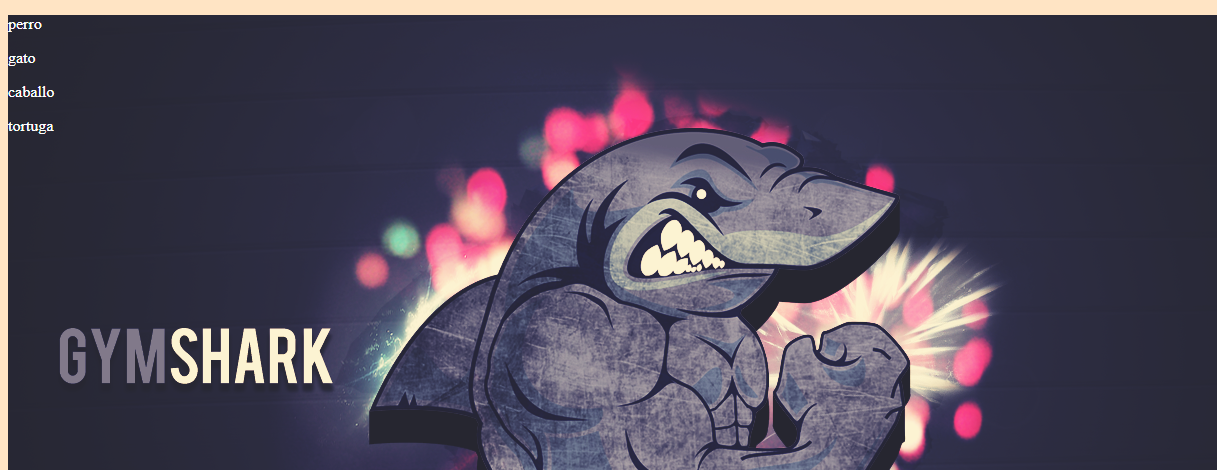 perro
gato
caballo
tortuga
GYMSHARK